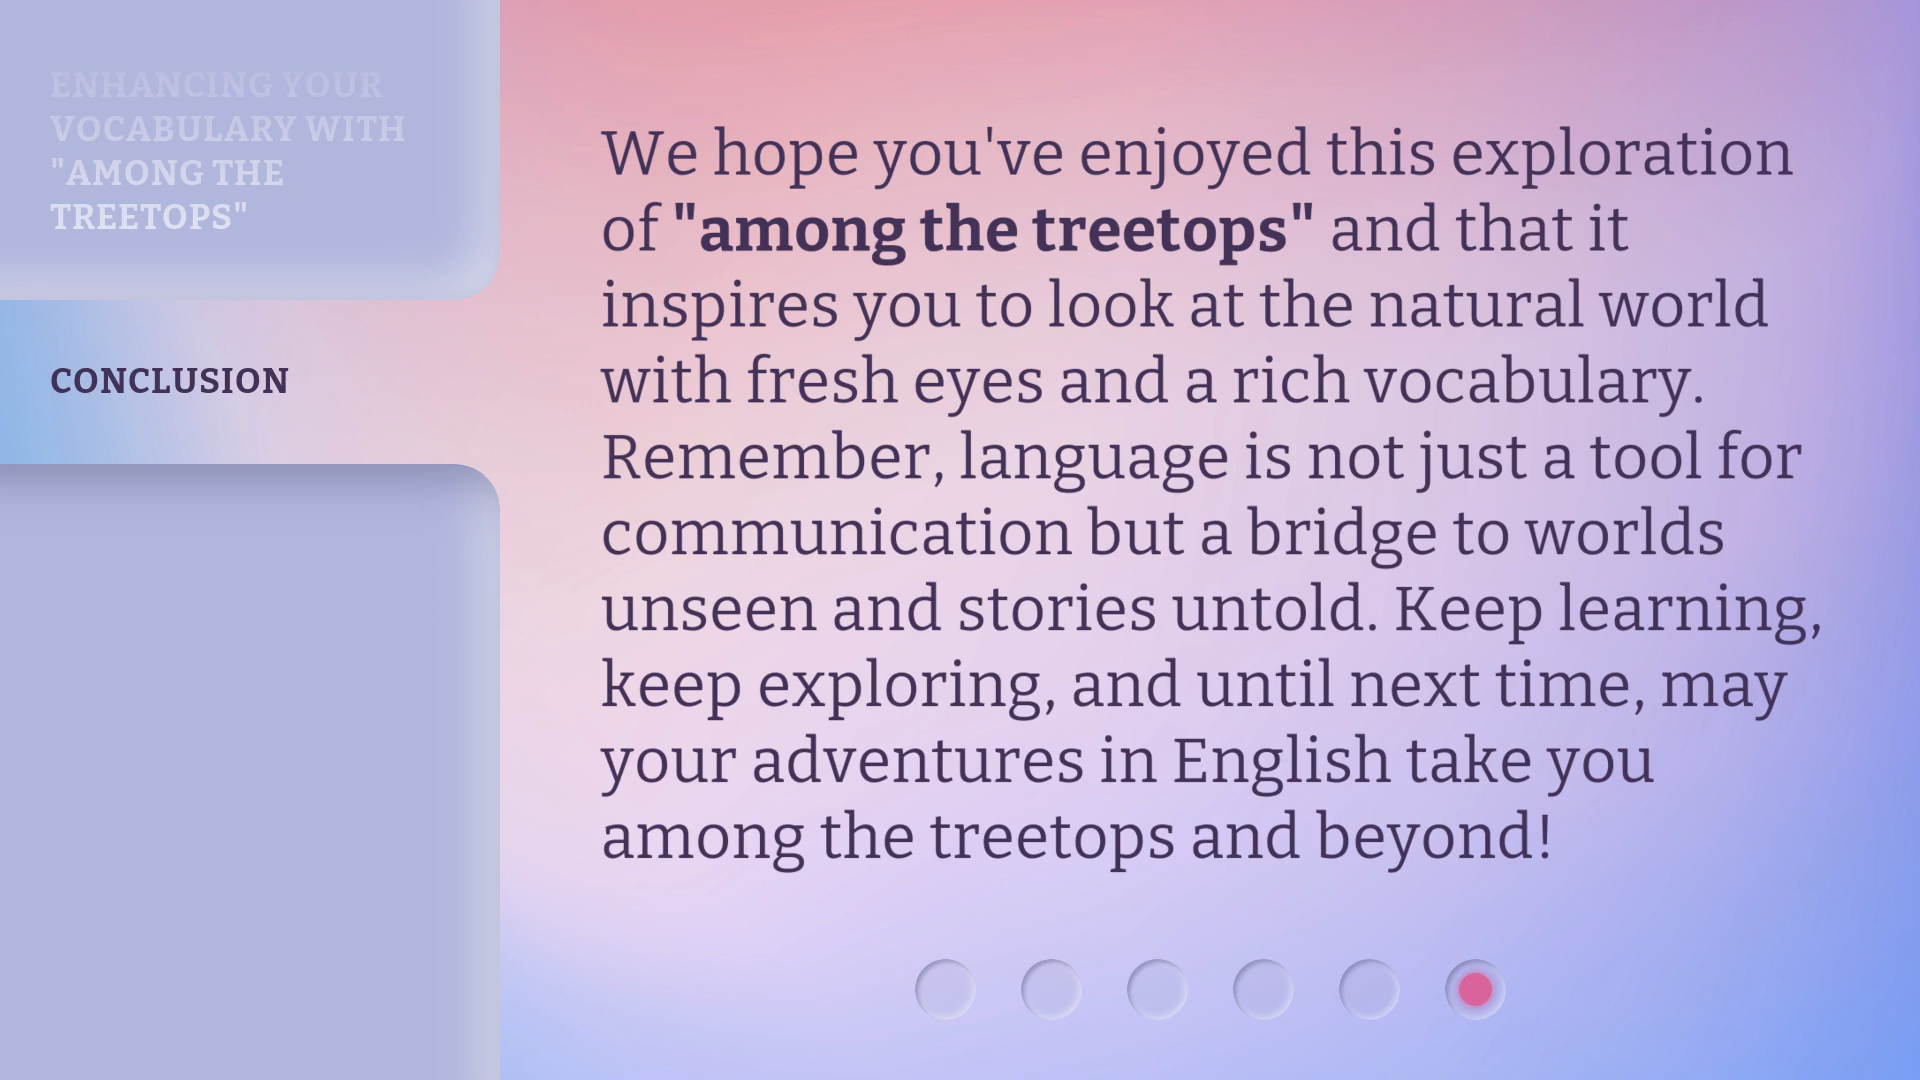 ENHANCING YOUR
VOCABULARY WITH
"AMONG THE
TREETOPS"
CONCLUSION
We hope you've enjoyed this exploration
of "among the treetops" and that it
inspires you to look at the natural world
with fresh eyes and a rich vocabulary.
Remember, language is not just a tool for
communication but a bridge to worlds
unseen and stories untold. Keep learning,
keep exploring, and until next time, may
your adventures in English take you
among the treetops and beyond!